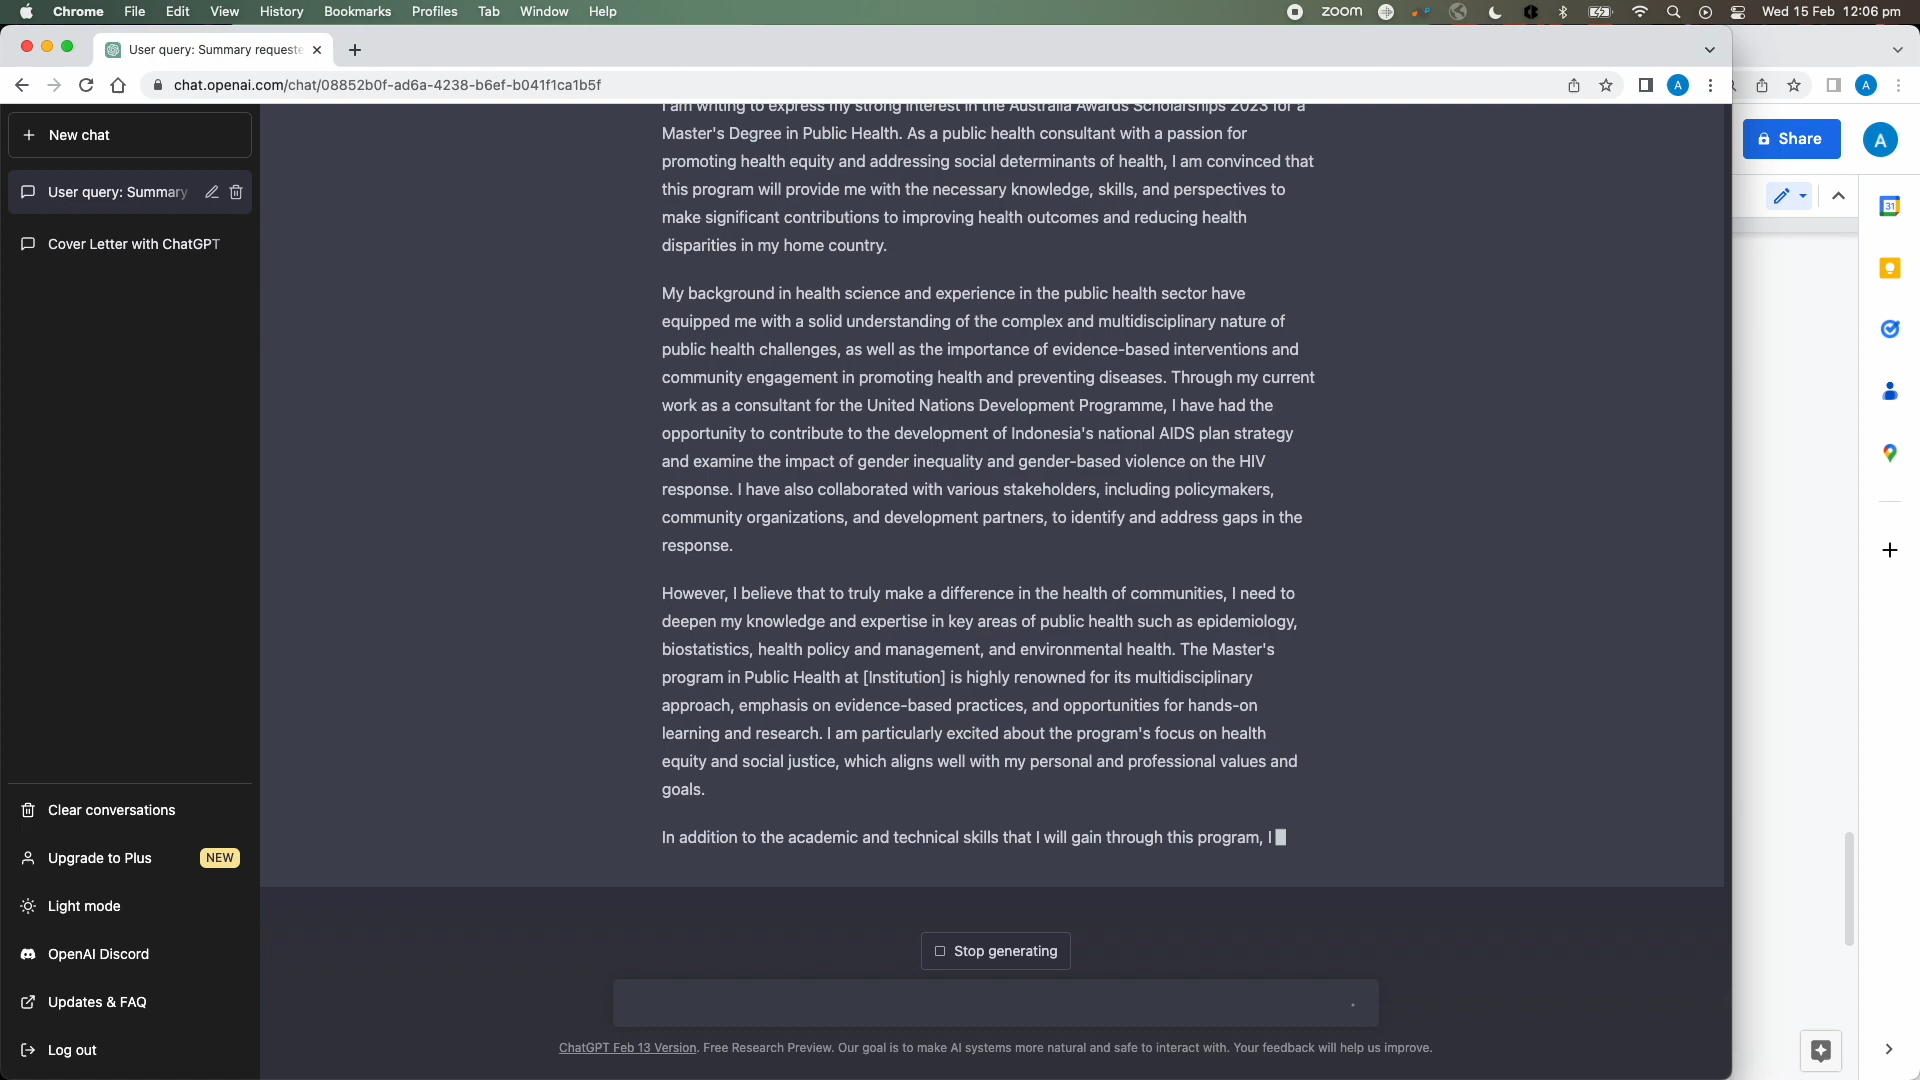 Chrome File Edit View History Bookmarks Profiles Tab Window Help
zoom
Wed 15 Feb 12:06 pm
User query: Summary requeste
chat.openai.com/chat/08852b0f-ad6a-4238-b6ef-b041f1ca1b5f
A
A
New chat
User query: Summary
Cover Letter with ChatGPT
Clear conversations
Upgrade to Plus NEW
Light mode
OpenAI Discord
Updates & FAQ
Log out
I am writing to express my strong interest in the Australia Awards Scholarships 2023 for a
Master's Degree in Public Health. As a public health consultant with a passion for
promoting health equity and addressing social determinants of health, I am convinced that
this program will provide me with the necessary knowledge, skills, and perspectives to
make significant contributions to improving health outcomes and reducing health
disparities in my home country.
My background in health science and experience in the public health sector have
equipped me with a solid understanding of the complex and multidisciplinary nature of
public health challenges, as well as the importance of evidence-based interventions and
community engagement in promoting health and preventing diseases. Through my current
work as a consultant for the United Nations Development Programme, I have had the
opportunity to contribute to the development of Indonesia's national AIDS plan strategy
and examine the impact of gender inequality and gender-based violence on the HIV
response. I have also collaborated with various stakeholders, including policymakers,
community organizations, and development partners, to identify and address gaps in the
response.
However, I believe that to truly make a difference in the health of communities, I need to
deepen my knowledge and expertise in key areas of public health such as epidemiology,
biostatistics, health policy and management, and environmental health. The Master's
program in Public Health at [Institution] is highly renowned for its multidisciplinary
approach, emphasis on evidence-based practices, and opportunities for hands-on
learning and research. I am particularly excited about the program's focus on health
equity and social justice, which aligns well with my personal and professional values and
goals.
In addition to the academic and technical skills that I will gain through this program, I
Stop generating
ChatGPT Feb 13 Version. Free Research Preview. Our goal is to make AI systems more natural and safe to interact with. Your feedback will help us improve.
Share
A
31